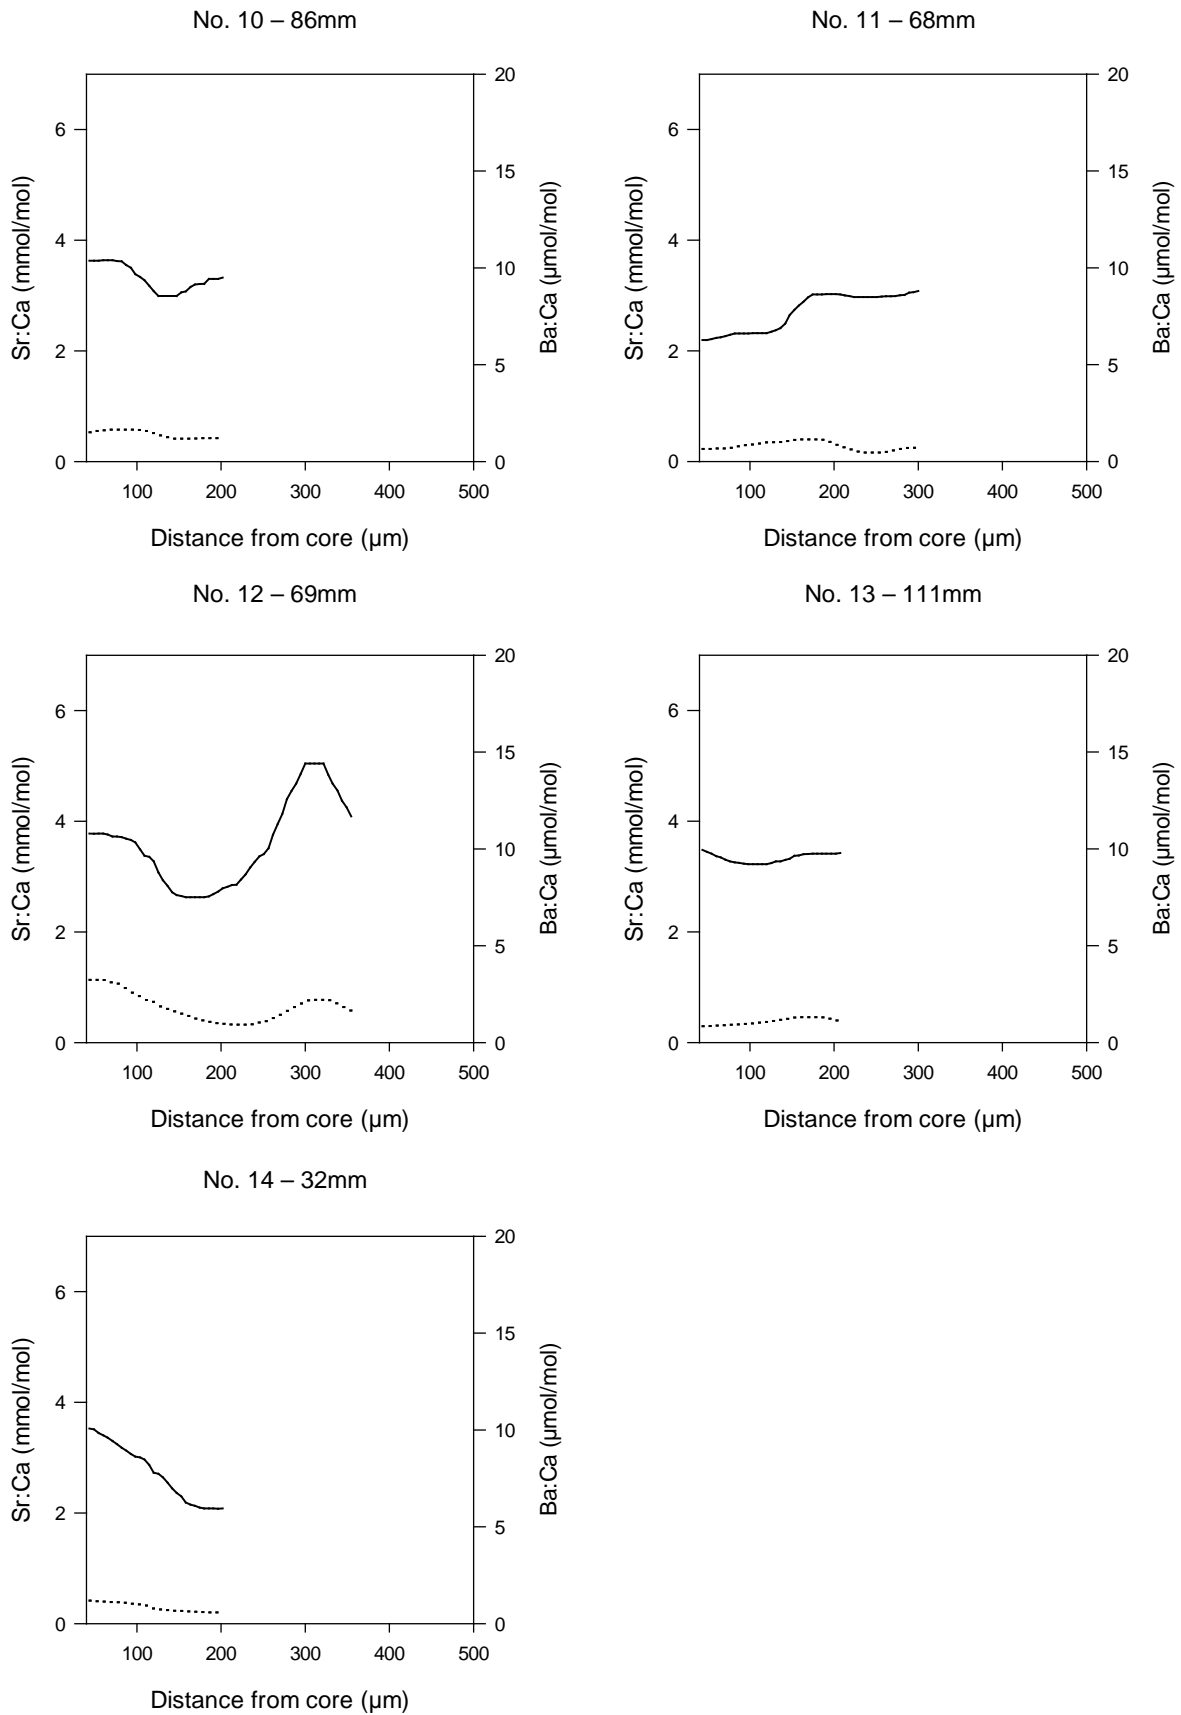 No. 10 – 86mm
6
4
2
0
Sr:Ca (mmol/mol)
20
15
10
5
0
Ba:Ca (µmol/mol)
100 200 300 400 500
Distance from core (µm)
No. 11 – 68mm
6
4
2
0
Sr:Ca (mmol/mol)
20
15
10
5
0
Ba:Ca (µmol/mol)
100 200 300 400 500
Distance from core (µm)
No. 12 – 69mm
6
4
2
0
Sr:Ca (mmol/mol)
20
15
10
5
0
Ba:Ca (µmol/mol)
100 200 300 400 500
Distance from core (µm)
No. 13 – 111mm
6
4
2
0
Sr:Ca (mmol/mol)
20
15
10
5
0
Ba:Ca (µmol/mol)
100 200 300 400 500
Distance from core (µm)
No. 14 – 32mm
6
4
2
0
Sr:Ca (mmol/mol)
20
15
10
5
0
Ba:Ca (µmol/mol)
100 200 300 400 500
Distance from core (µm)